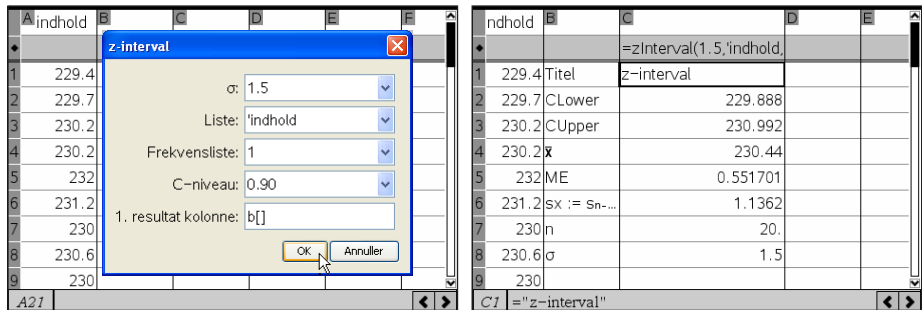 A indhold B C D E F
z-interval
1 229.4
2 229.7
3 230.2
4 230.2
5 232
6 231.2
7 230
8 230.6
9 230
σ: 1.5
Liste: 'indhold
Frekvensliste: 1
C-niveau: 0.90
1. resultat kolonne: b[]
OK Annuller
A21
ndhold B C D E
=zInterval(1.5,'indhold,
1 229.4 Titel z-interval
2 229.7 CLower 229.888
3 230.2 CUpper 230.992
4 230.2 x̄ 230.44
5 232 ME 0.551701
6 231.2 sx := sn-...
1.1362
7 230 n 20.
8 230.6 σ 1.5
9 230
C1 ="z-interval"